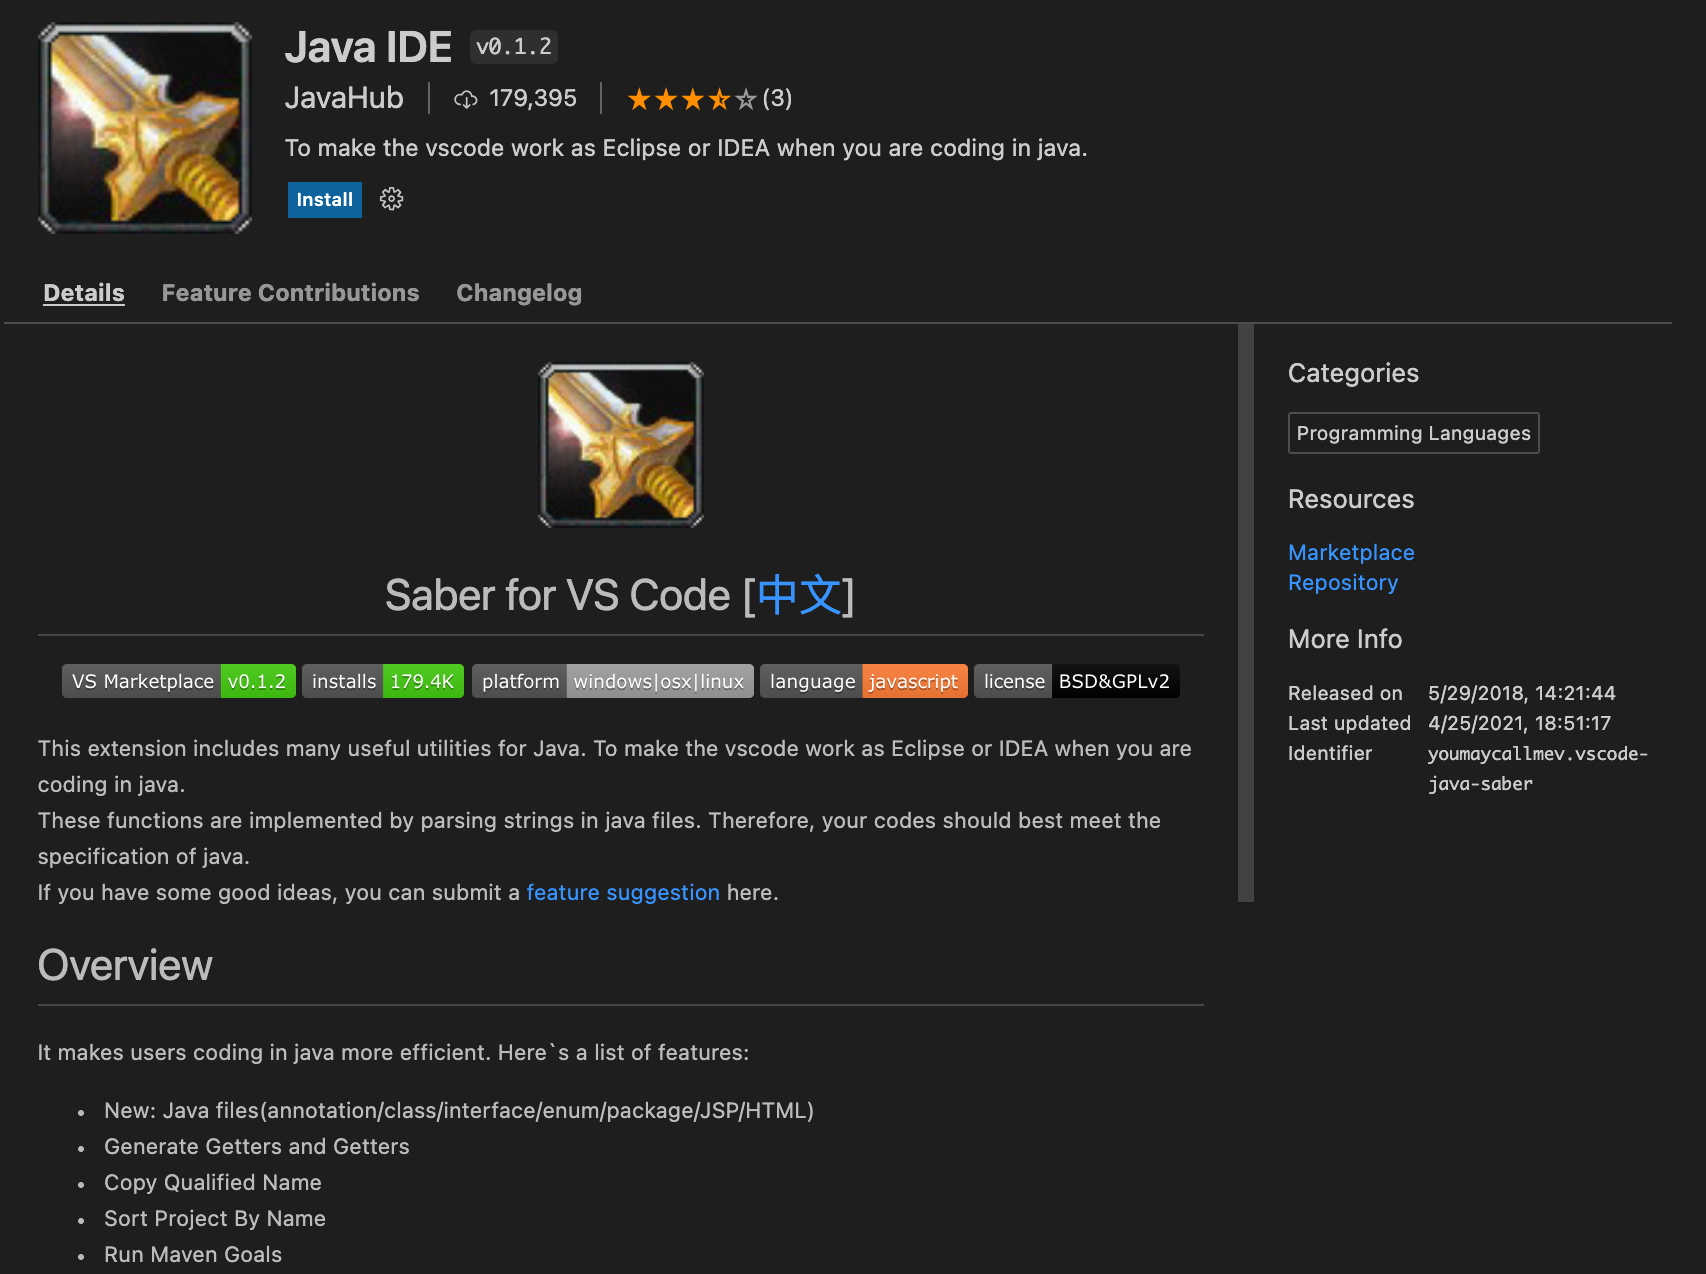 Java IDE v0.1.2
JavaHub 179,395 (3)
To make the vscode work as Eclipse or IDEA when you are coding in java.
Install
Details Feature Contributions Changelog
Saber for VS Code [中文]
VS Marketplace v0.1.2 installs 179.4K platform windows|osx|linux language javascript license BSD&GPLv2
This extension includes many useful utilities for Java. To make the vscode work as Eclipse or IDEA when you are
coding in java.
These functions are implemented by parsing strings in java files. Therefore, your codes should best meet the
specification of java.
If you have some good ideas, you can submit a feature suggestion here.
Overview
It makes users coding in java more efficient. Here`s a list of features:
• New: Java files(annotation/class/interface/enum/package/JSP/HTML)
• Generate Getters and Getters
• Copy Qualified Name
• Sort Project By Name
• Run Maven Goals
Categories
Programming Languages
Resources
Marketplace
Repository
More Info
Released on 5/29/2018, 14:21:44
Last updated 4/25/2021, 18:51:17
Identifier youmaycallmev.vscode-
java-saber